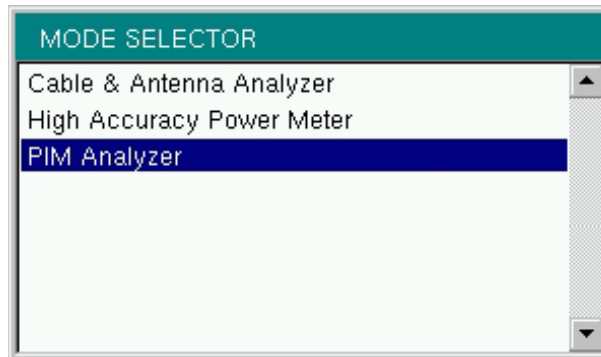 MODE SELECTOR
Cable & Antenna Analyzer
High Accuracy Power Meter
PIM Analyzer